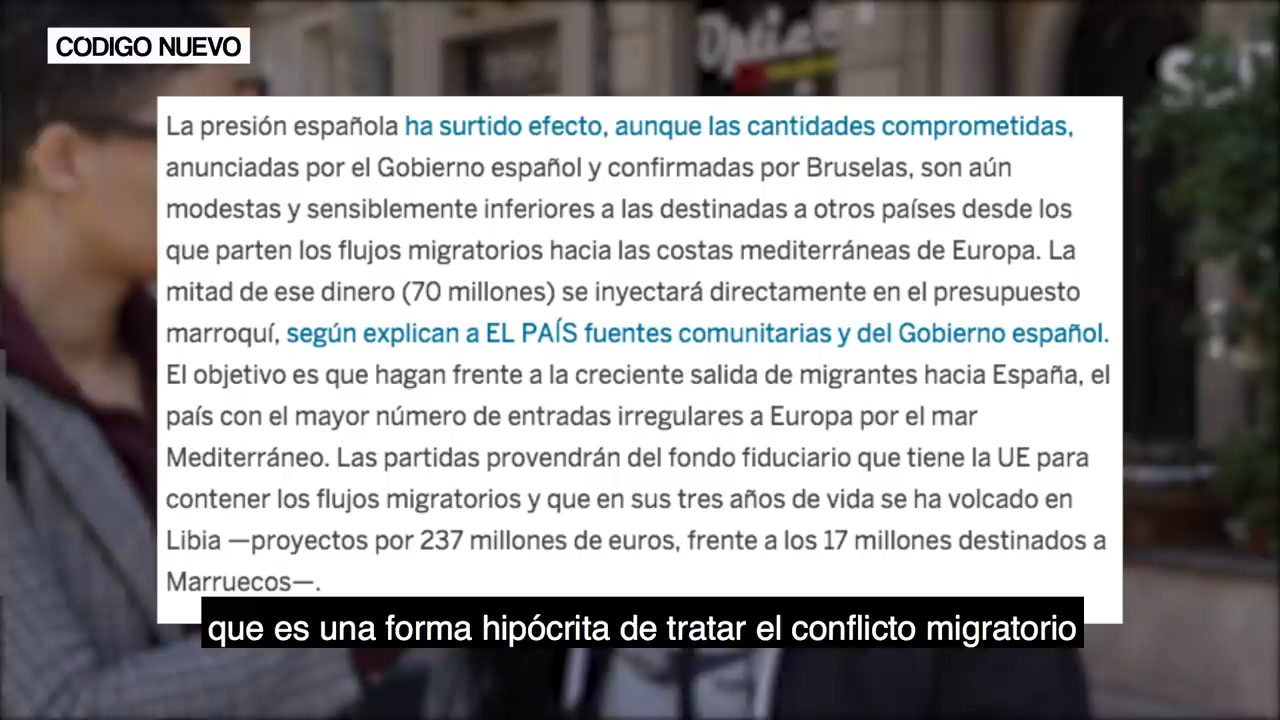 CODIGO NUEVO
La presión española ha surtido efecto, aunque las cantidades comprometidas,
anunciadas por el Gobierno español y confirmadas por Bruselas, son aún
modestas y sensiblemente inferiores a las destinadas a otros países desde los
que parten los flujos migratorios hacia las costas mediterráneas de Europa. La
mitad de ese dinero (70 millones) se inyectará directamente en el presupuesto
marroquí, según explican a EL PAÍS fuentes comunitarias y del Gobierno español.
El objetivo es que hagan frente a la creciente salida de migrantes hacia España, el
país con el mayor número de entradas irregulares a Europa por el mar
Mediterráneo. Las partidas provendrán del fondo fiduciario que tiene la UE para
contener los flujos migratorios y que en sus tres años de vida se ha volcado en
Libia —proyectos por 237 millones de euros, frente a los 17 millones destinados a
Marruecos—.
que es una forma hipócrita de tratar el conflicto migratorio